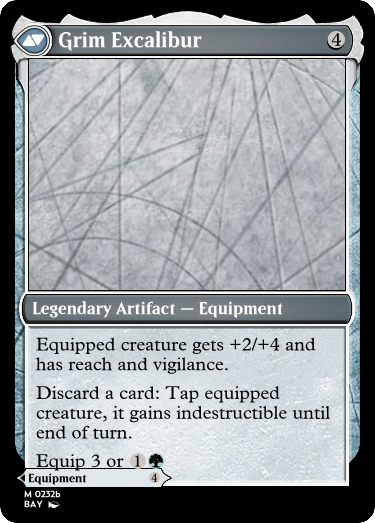 Grim Excalibur 4
Legendary Artifact — Equipment
Equipped creature gets +2/+4 and
has reach and vigilance.
Discard a card: Tap equipped
creature, it gains indestructible until
end of turn.
Equip 3 or 1
Equipment 4
M 0232b
BAY